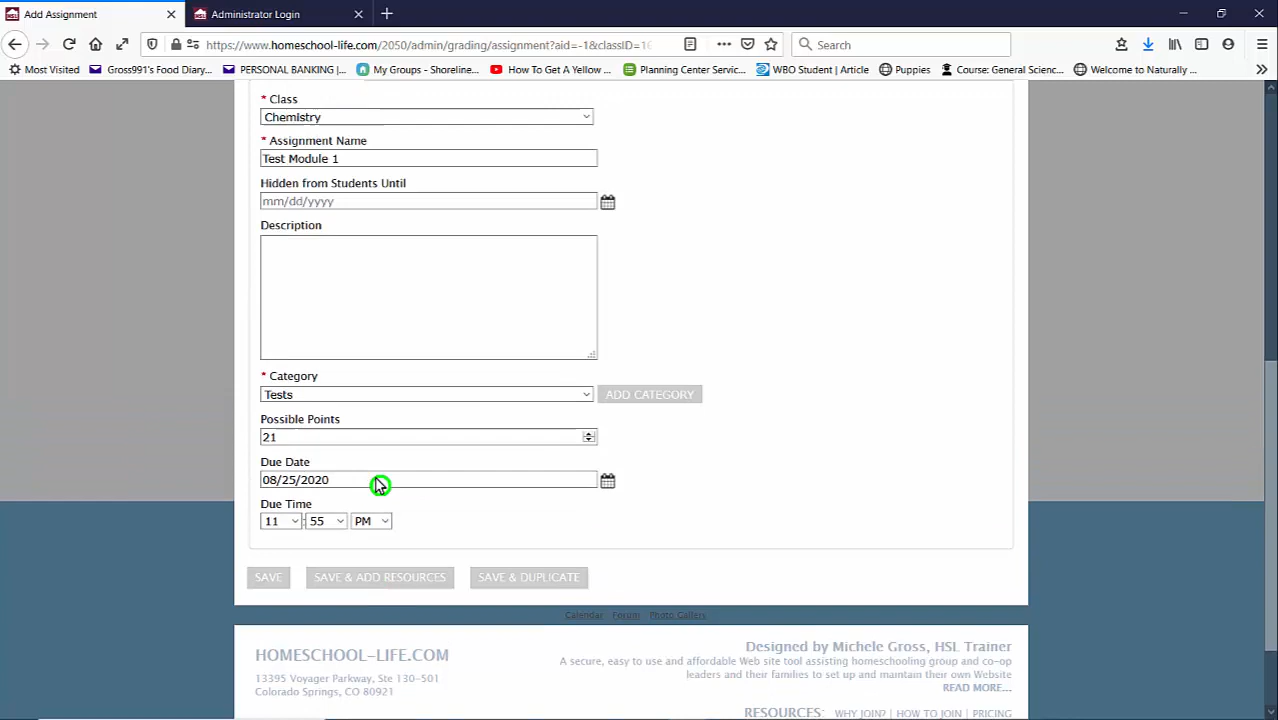 Add Assignment
Administrator Login
https://www.homeschool-life.com/2050/admin/grading/assignment?aid=-1&classID=16
Search
Most Visited
Gross991's Food Diary...
PERSONAL BANKING |...
My Groups - Shoreline...
How To Get A Yellow ...
Planning Center Servic...
WBO Student | Article
Puppies
Course: General Scienc...
Welcome to Naturally ...
* Class
Chemistry
* Assignment Name
Test Module 1
Hidden from Students Until
mm/dd/yyyy
Description
* Category
Tests
ADD CATEGORY
Possible Points
21
Due Date
08/25/2020
Due Time
11 : 55 PM
SAVE
SAVE & ADD RESOURCES
SAVE & DUPLICATE
Calendar Forum Photo Gallery
HOMESCHOOL-LIFE.COM
13395 Voyager Parkway, Ste 130-501
Colorado Springs, CO 80921
Designed by Michele Gross, HSL Trainer
A secure, easy to use and affordable Web site tool assisting homeschooling group and co-op
leaders and their families to set up and maintain their own Website
READ MORE...
RESOURCES: WHY JOIN? | HOW TO JOIN | PRICING